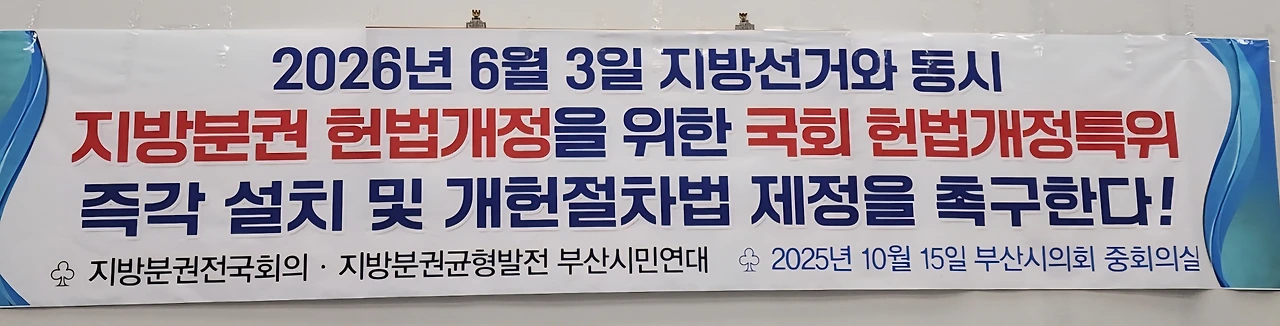 2026년 6월 3일 지방선거와 동시
지방분권 헌법개정을 위한 국회 헌법개정특위
즉각 설치 및 개헌절차법 제정을 촉구한다!
♧ 지방분권전국회의 · 지방분권균형발전 부산시민연대 ♧ 2025년 10월 15일 부산시의회 중회의실